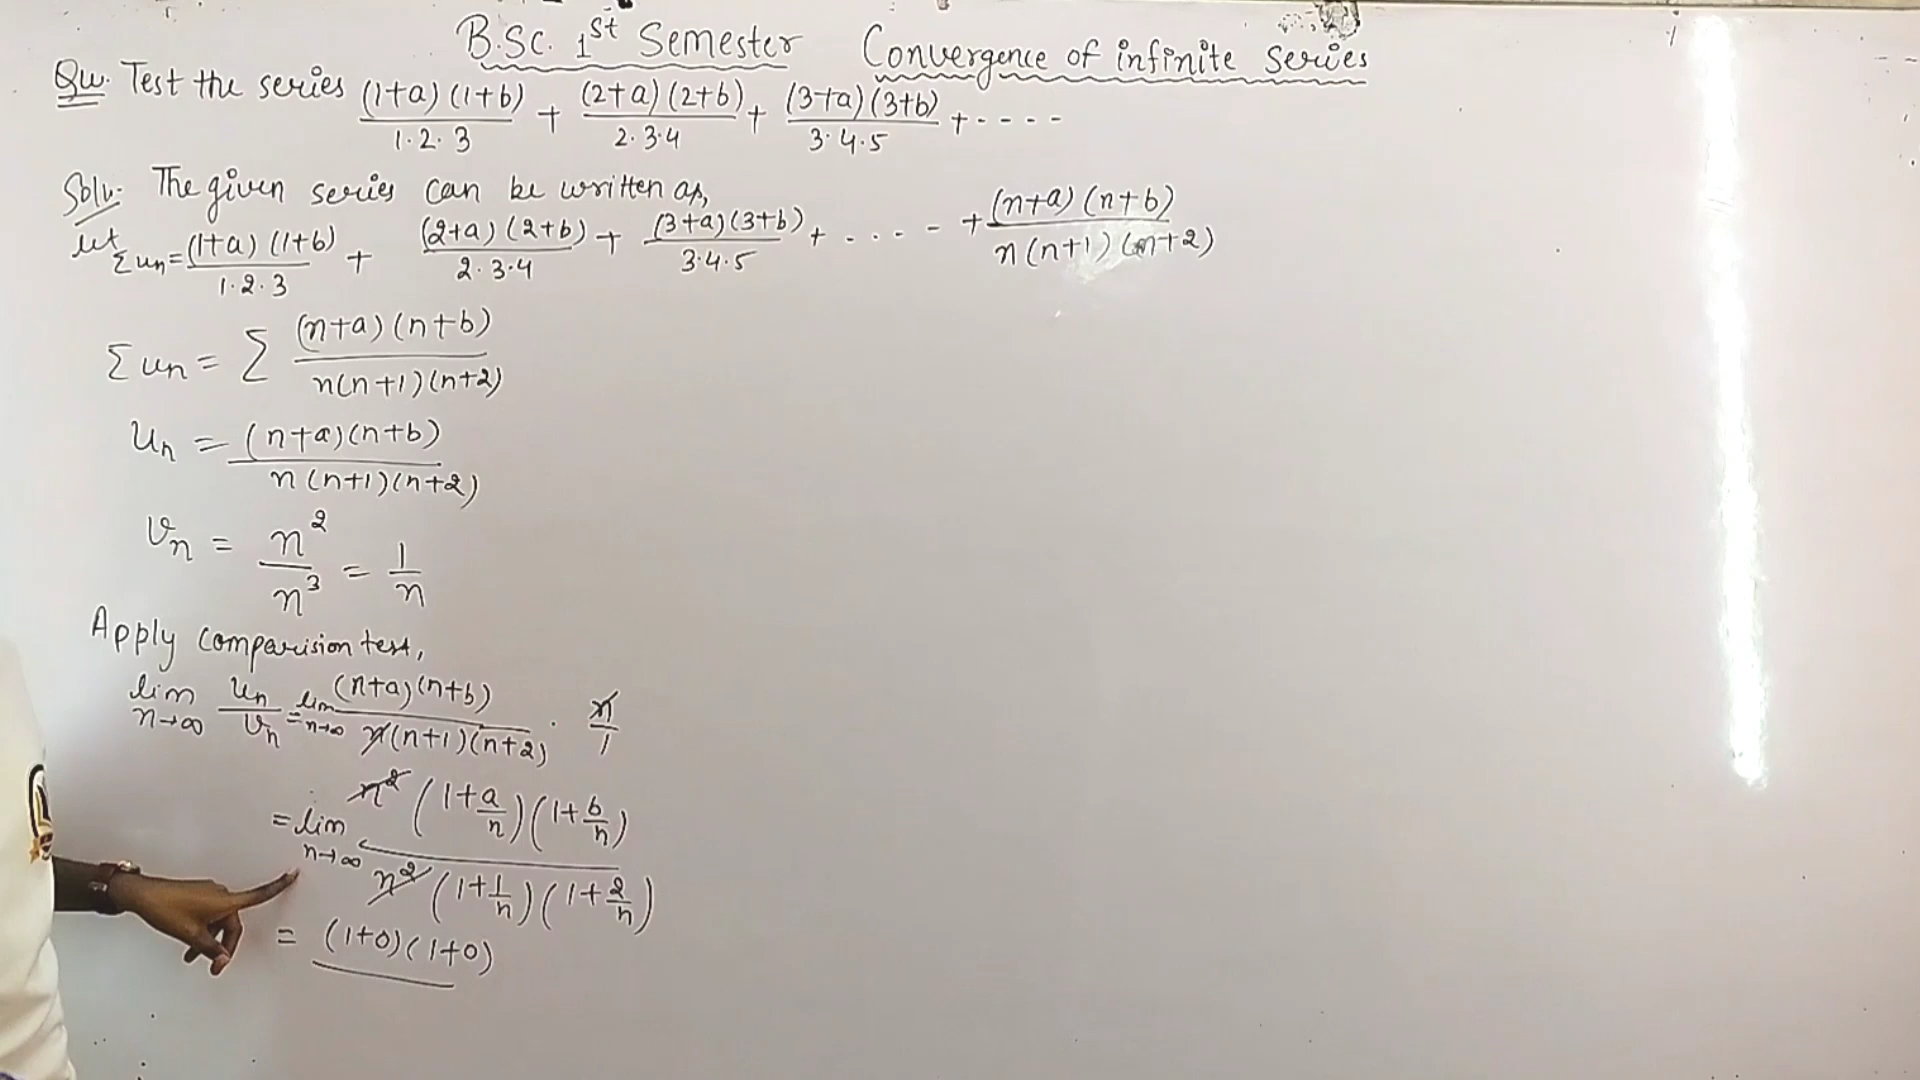 B.Sc. 1st Semester Convergence of infinite series
Qu. Test the series (1+a)(1+b)/1·2·3 + (2+a)(2+b)/2·3·4 + (3+a)(3+b)/3·4·5 + ----
Solu. The given series can be written as,
let Σun = (1+a)(1+b)/1·2·3 + (2+a)(2+b)/2·3·4 + (3+a)(3+b)/3·4·5 + ----- + (n+a)(n+b)/n(n+1)(n+2)
Σun = Σ (n+a)(n+b)/n(n+1)(n+2)
un = (n+a)(n+b)/n(n+1)(n+2)
vn = n²/n³ = 1/n
Apply comparision test,
lim n→∞ un/vn = lim n→∞ (n+a)(n+b)/n(n+1)(n+2) · n/1
= lim n→∞ n²(1+a/n)(1+b/n)/n²(1+1/n)(1+2/n)
= (1+0)(1+0)